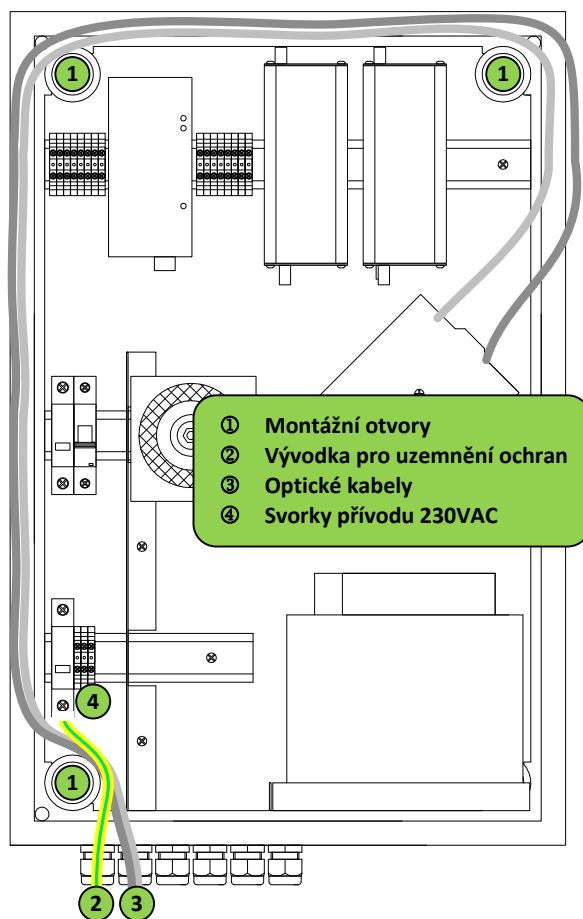 1
1
① Montážní otvory
② Vývodka pro uzemnění ochran
③ Optické kabely
④ Svorky přívodu 230VAC
4
1
2
3